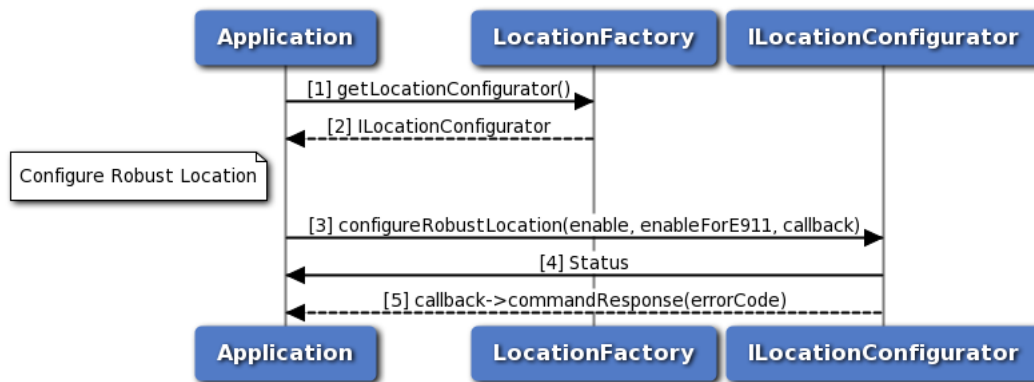 Application
LocationFactory
ILocationConfigurator
[1] getLocationConfigurator()
[2] ILocationConfigurator
Configure Robust Location
[3] configureRobustLocation(enable, enableForE911, callback)
[4] Status
[5] callback->commandResponse(errorCode)
Application
LocationFactory
ILocationConfigurator